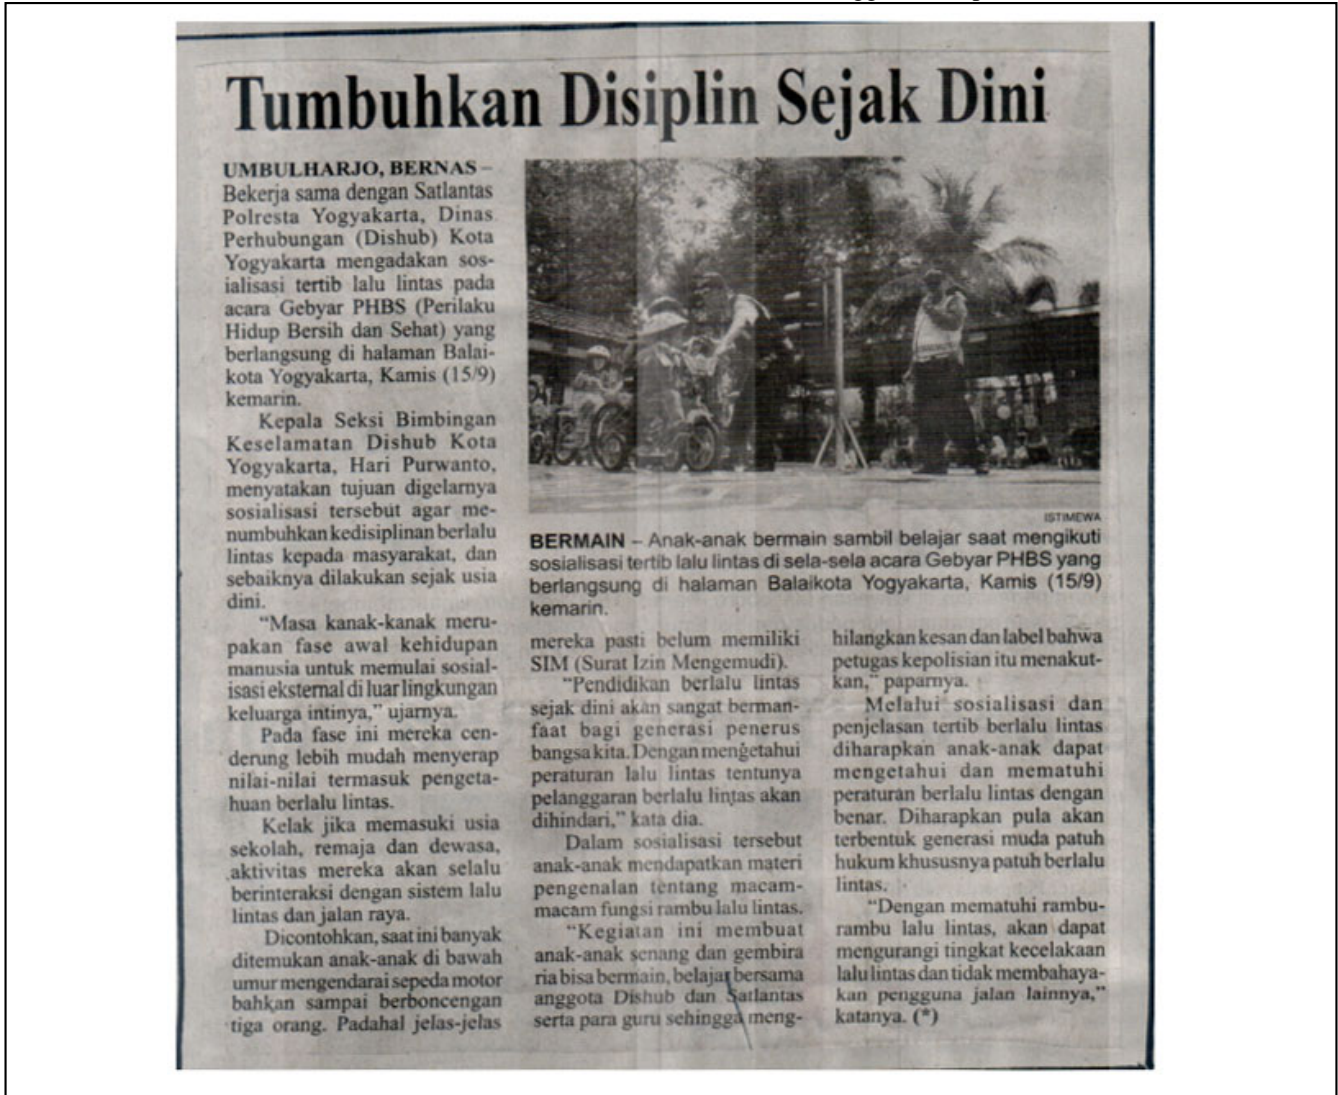 Tumbuhkan Disiplin Sejak Dini
UMBULHARJO, BERNAS –
Bekerja sama dengan Satlantas
Polresta Yogyakarta, Dinas
Perhubungan (Dishub) Kota
Yogyakarta mengadakan sos-
ialisasi tertib lalu lintas pada
acara Gebyar PHBS (Perilaku
Hidup Bersih dan Sehat) yang
berlangsung di halaman Balai-
kota Yogyakarta, Kamis (15/9)
kemarin.
Kepala Seksi Bimbingan
Keselamatan Dishub Kota
Yogyakarta, Hari Purwanto,
menyatakan tujuan digelarnya
sosialisasi tersebut agar me-
numbuhkan kedisiplinan berlalu
lintas kepada masyarakat, dan
sebaiknya dilakukan sejak usia
dini.
“Masa kanak-kanak meru-
pakan fase awal kehidupan
manusia untuk memulai sosial-
isasi eksternal di luar lingkungan
keluarga intinya,” ujarnya.
Pada fase ini mereka cen-
derung lebih mudah menyerap
nilai-nilai termasuk pengeta-
huan berlalu lintas.
Kelak jika memasuki usia
sekolah, remaja dan dewasa,
aktivitas mereka akan selalu
berinteraksi dengan sistem lalu
lintas dan jalan raya.
Dicontohkan, saat ini banyak
ditemukan anak-anak di bawah
umur mengendarai sepeda motor
bahkan sampai berboncengan
tiga orang. Padahal jelas-jelas
ISTIMEWA
BERMAIN – Anak-anak bermain sambil belajar saat mengikuti
sosialisasi tertib lalu lintas di sela-sela acara Gebyar PHBS yang
berlangsung di halaman Balaikota Yogyakarta, Kamis (15/9)
kemarin.
mereka pasti belum memiliki
SIM (Surat Izin Mengemudi).
“Pendidikan berlalu lintas
sejak dini akan sangat berman-
faat bagi generasi penerus
bangsa kita. Dengan mengetahui
peraturan lalu lintas tentunya
pelanggaran berlalu lintas akan
dihindari,” kata dia.
Dalam sosialisasi tersebut
anak-anak mendapatkan materi
pengenalan tentang macam-
macam fungsi rambu lalu lintas.
“Kegiatan ini membuat
anak-anak senang dan gembira
ria bisa bermain, belajar bersama
anggota Dishub dan Satlantas
serta para guru sehingga meng-
hilangkan kesan dan label bahwa
petugas kepolisian itu menakut-
kan,” paparnya.
Melalui sosialisasi dan
penjelasan tertib berlalu lintas
diharapkan anak-anak dapat
mengetahui dan mematuhi
peraturan berlalu lintas dengan
benar. Diharapkan pula akan
terbentuk generasi muda patuh
hukum khususnya patuh berlalu
lintas.
“Dengan mematuhi rambu-
rambu lalu lintas, akan dapat
mengurangi tingkat kecelakaan
lalu lintas dan tidak membahaya-
kan pengguna jalan lainnya,”
katanya. (*)